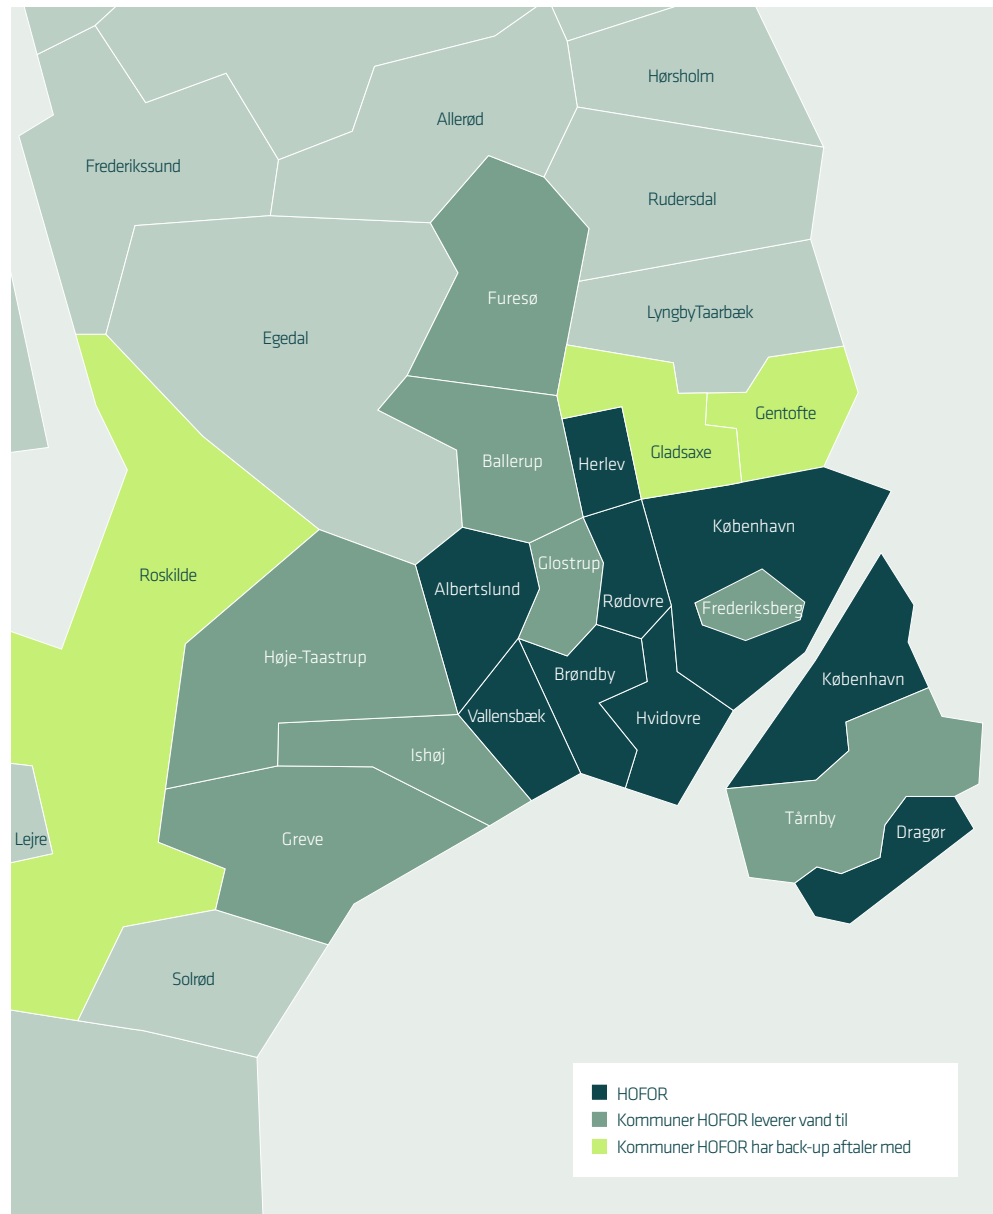 Hørsholm
Allerød
Frederikssund
Rudersdal
Furesø
LyngbyTaarbæk
Egedal
Gentofte
Gladsaxe
Ballerup
Herlev
København
Glostrup
Roskilde
Albertslund
Rødovre
Frederiksberg
Høje-Taastrup
Brøndby
København
Vallensbæk
Hvidovre
Ishøj
Tårnby
Dragør
Lejre
Greve
Solrød
HOFOR
Kommuner HOFOR leverer vand til
Kommuner HOFOR har back-up aftaler med